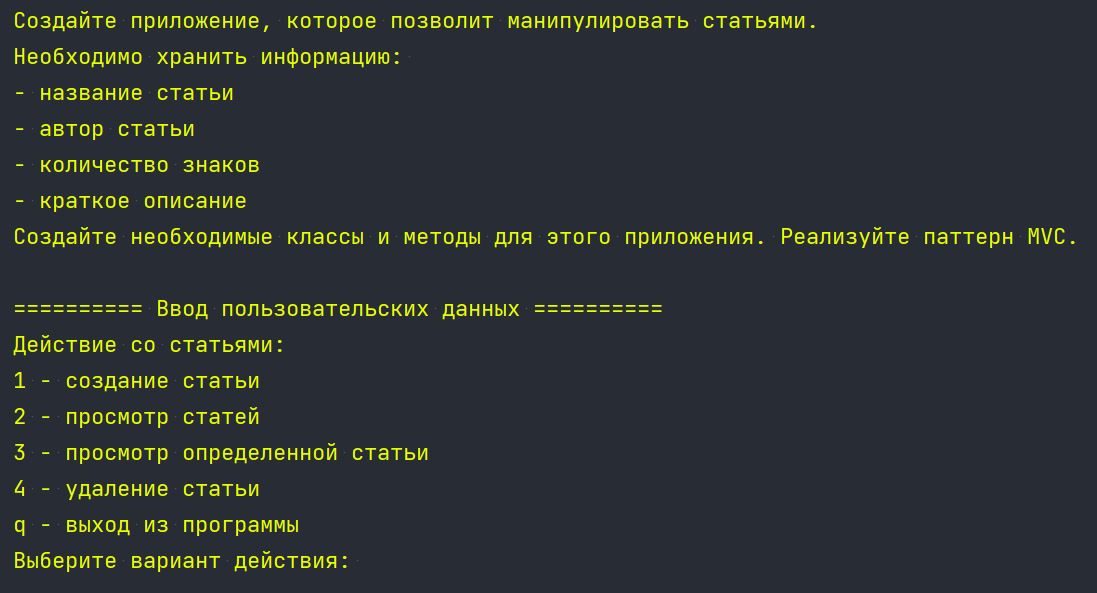 Создайте приложение, которое позволит манипулировать статьями.
Необходимо хранить информацию:
- название статьи
- автор статьи
- количество знаков
- краткое описание
Создайте необходимые классы и методы для этого приложения. Реализуйте паттерн MVC.
========== Ввод пользовательских данных ==========
Действие со статьями:
1 - создание статьи
2 - просмотр статей
3 - просмотр определенной статьи
4 - удаление статьи
q - выход из программы
Выберите вариант действия: